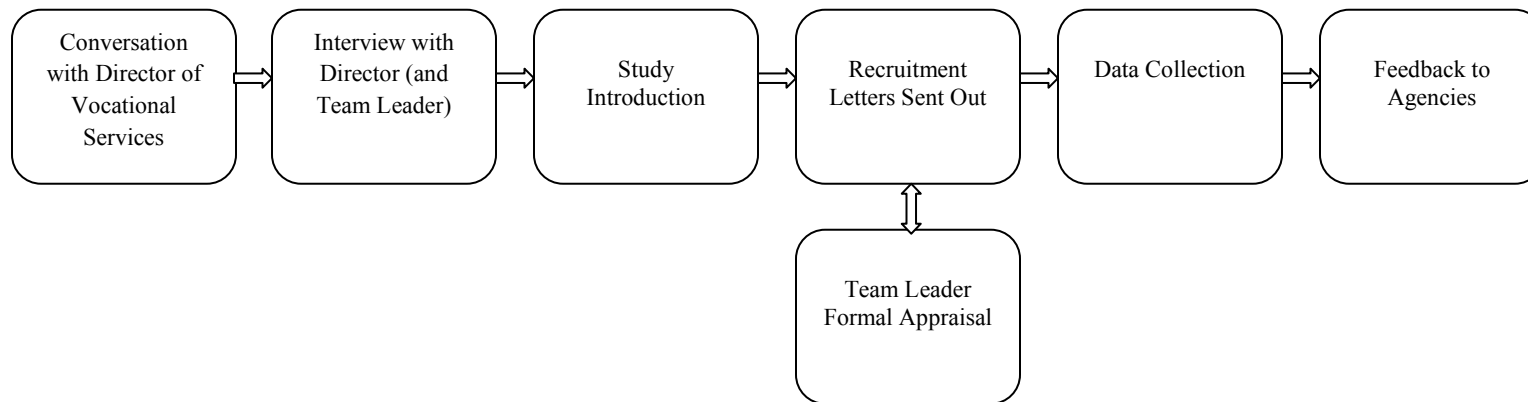 Conversation
with Director of
Vocational
Services
Interview with
Director (and
Team Leader)
Study
Introduction
Recruitment
Letters Sent Out
Data Collection
Feedback to
Agencies
Team Leader
Formal Appraisal